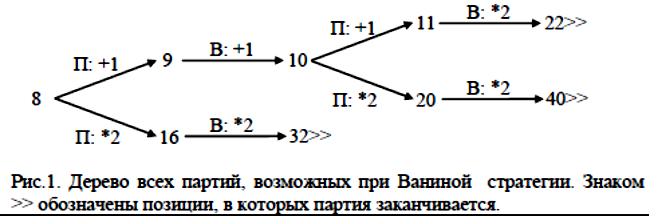 П: +1 11 В: *2 22>>
П: +1 9 В: +1 10
8 П: *2 20 В: *2 40>>
П: *2 16 В: *2 32>>
Рис.1. Дерево всех партий, возможных при Ваниной стратегии. Знаком
>> обозначены позиции, в которых партия заканчивается.